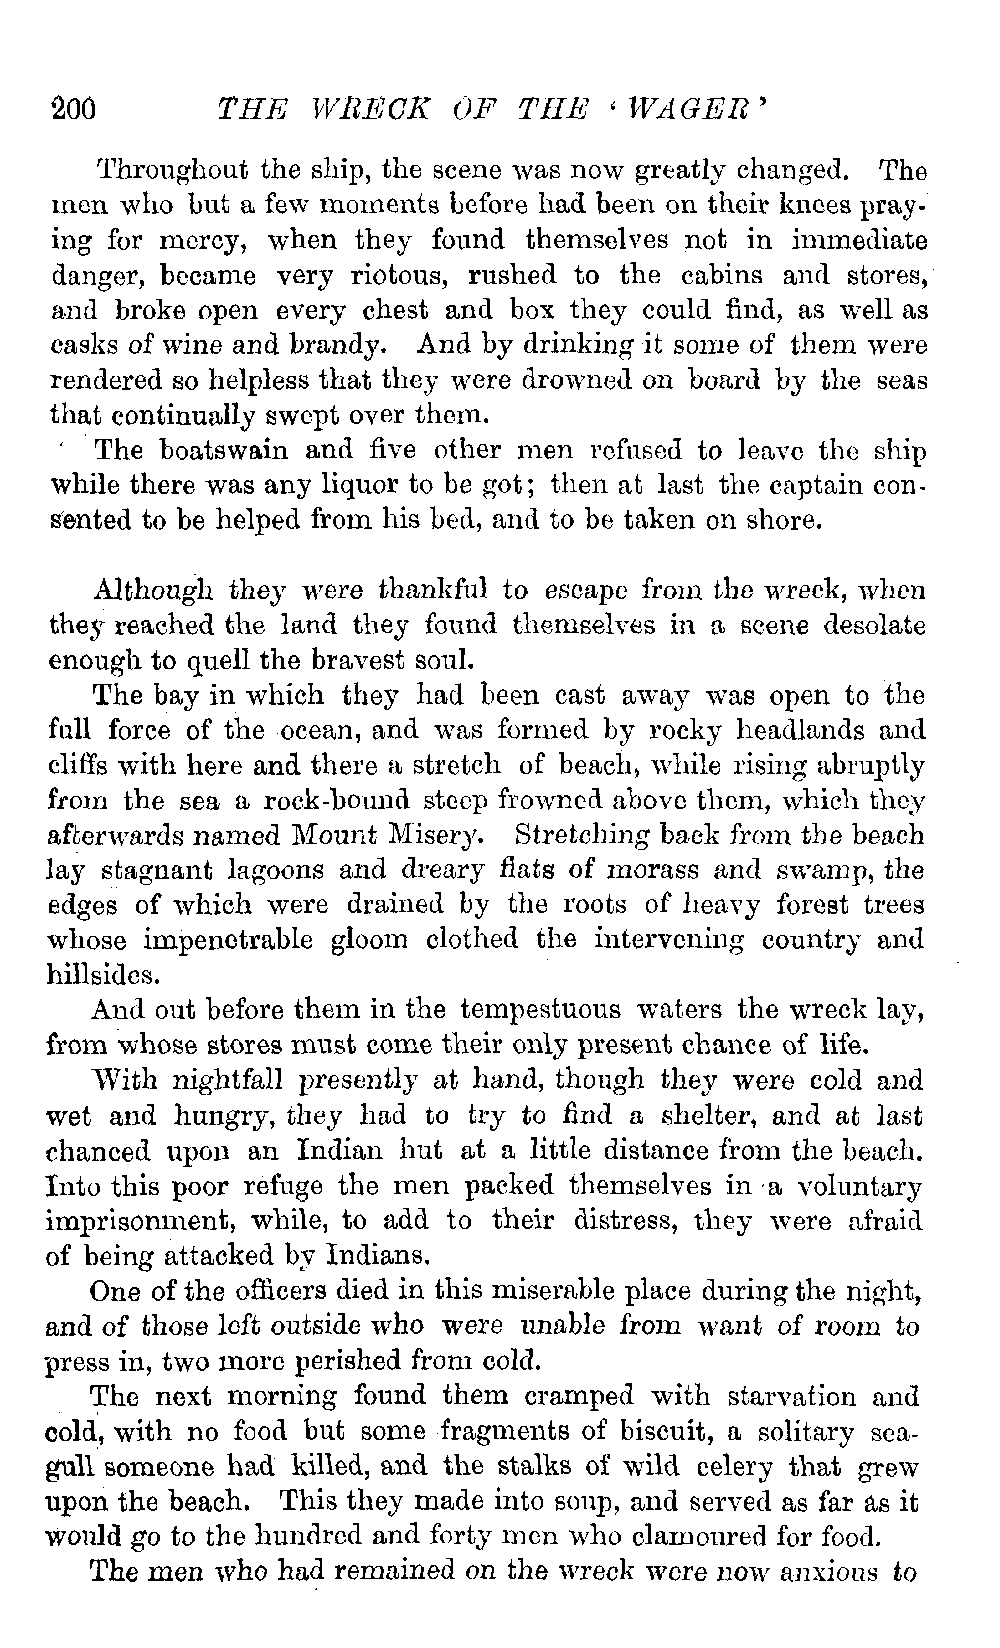 200 THE WRECK OF THE ‘ WAGER ’
Throughout the ship, the scene was now greatly changed. The
men who but a few moments before had been on their knees pray-
ing for mercy, when they found themselves not in immediate
danger, became very riotous, rushed to the cabins and stores,
and broke open every chest and box they could find, as well as
casks of wine and brandy. And by drinking it some of them were
rendered so helpless that they were drowned on board by the seas
that continually swept over them.
The boatswain and five other men refused to leave the ship
while there was any liquor to be got; then at last the captain con-
sented to be helped from his bed, and to be taken on shore.
Although they were thankful to escape from the wreck, when
they reached the land they found themselves in a scene desolate
enough to quell the bravest soul.
The bay in which they had been cast away was open to the
full force of the ocean, and was formed by rocky headlands and
cliffs with here and there a stretch of beach, while rising abruptly
from the sea a rock-bound steep frowned above them, which they
afterwards named Mount Misery. Stretching back from the beach
lay stagnant lagoons and dreary flats of morass and swamp, the
edges of which were drained by the roots of heavy forest trees
whose impenetrable gloom clothed the intervening country and
hillsides.
And out before them in the tempestuous waters the wreck lay,
from whose stores must come their only present chance of life.
With nightfall presently at hand, though they were cold and
wet and hungry, they had to try to find a shelter, and at last
chanced upon an Indian hut at a little distance from the beach.
Into this poor refuge the men packed themselves in a voluntary
imprisonment, while, to add to their distress, they were afraid
of being attacked by Indians.
One of the officers died in this miserable place during the night,
and of those left outside who were unable from want of room to
press in, two more perished from cold.
The next morning found them cramped with starvation and
cold, with no food but some fragments of biscuit, a solitary sea-
gull someone had killed, and the stalks of wild celery that grew
upon the beach. This they made into soup, and served as far as it
would go to the hundred and forty men who clamoured for food.
The men who had remained on the wreck were now anxious to